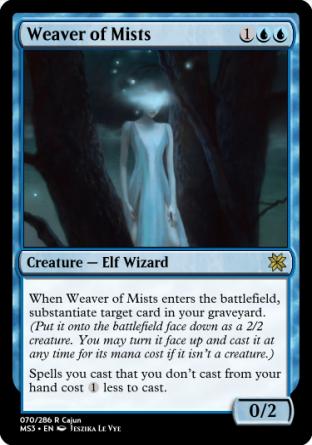 Weaver of Mists 1
Creature — Elf Wizard
When Weaver of Mists enters the battlefield,
substantiate target card in your graveyard.
(Put it onto the battlefield face down as a 2/2
creature. You may turn it face up and cast it at
any time for its mana cost if it isn't a creature.)
Spells you cast that you don't cast from your
hand cost 1 less to cast.
0/2
070/286 R Cajun
MS3 • EN Jeszika Le Vye